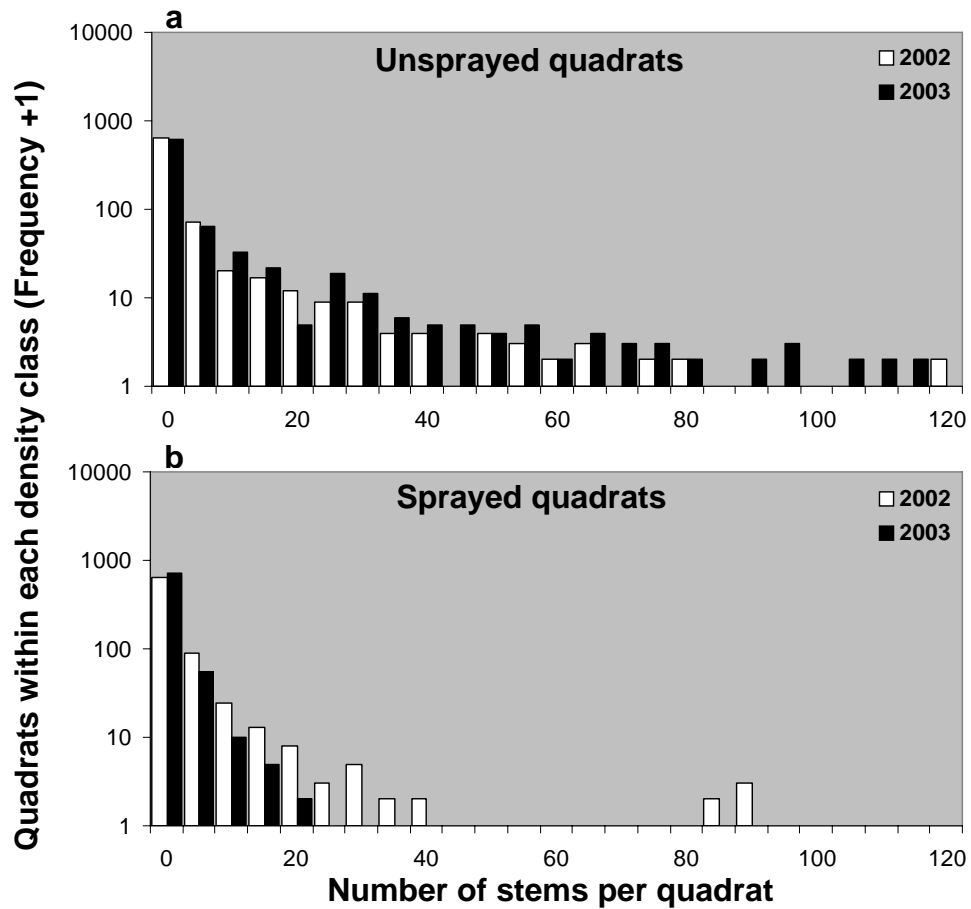 a
Unsprayed quadrats
2002
2003
10000
1000
100
10
1
0 20 40 60 80 100 120
Quadrats within each density class (Frequency +1)
b
Sprayed quadrats
2002
2003
10000
1000
100
10
1
0 20 40 60 80 100 120
Number of stems per quadrat